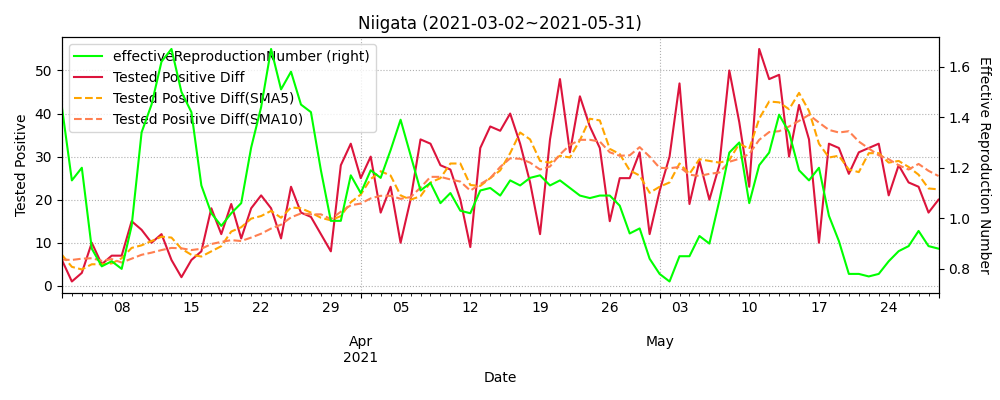 Niigata (2021-03-02~2021-05-31)
effectiveReproductionNumber (right)
Tested Positive Diff
Tested Positive Diff(SMA5)
Tested Positive Diff(SMA10)
Tested Positive
50
40
30
20
10
0
1.6
1.4
1.2
1.0
0.8
Effective Reproduction Number
08 15 22 29 05 12 19 26 03 10 17 24
Apr May
2021
Date